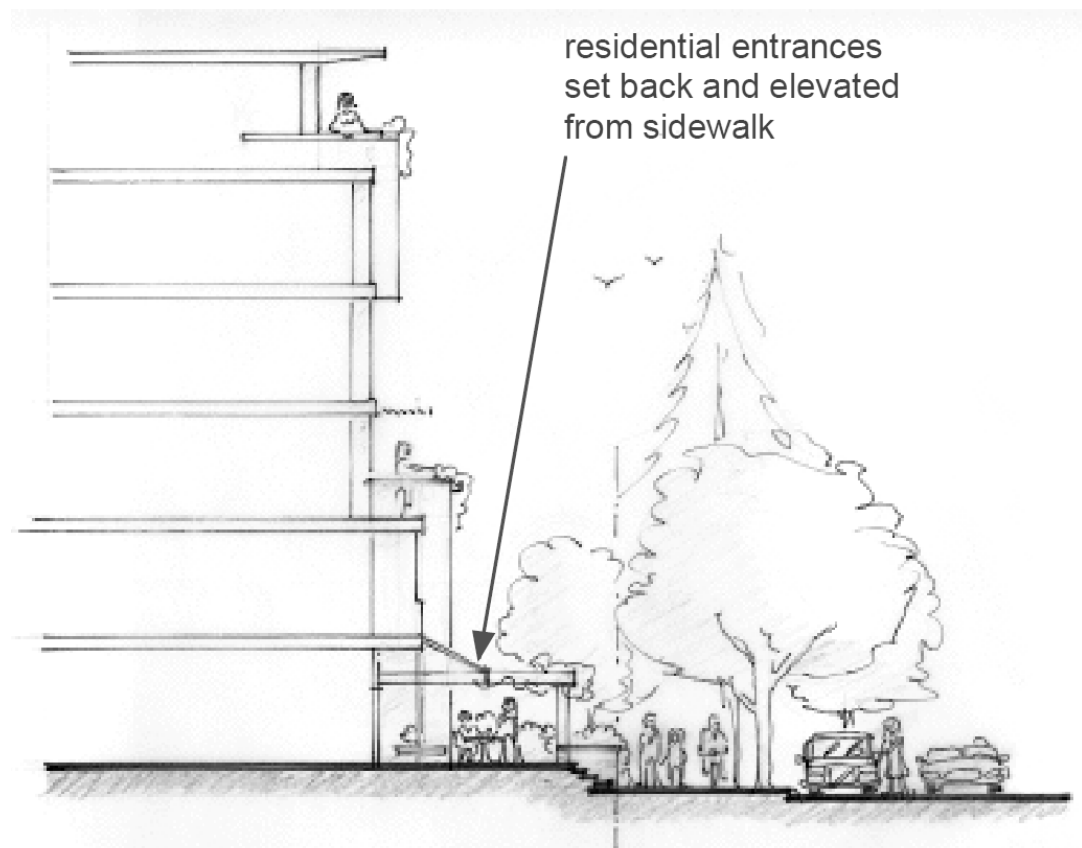 residential entrances
set back and elevated
from sidewalk